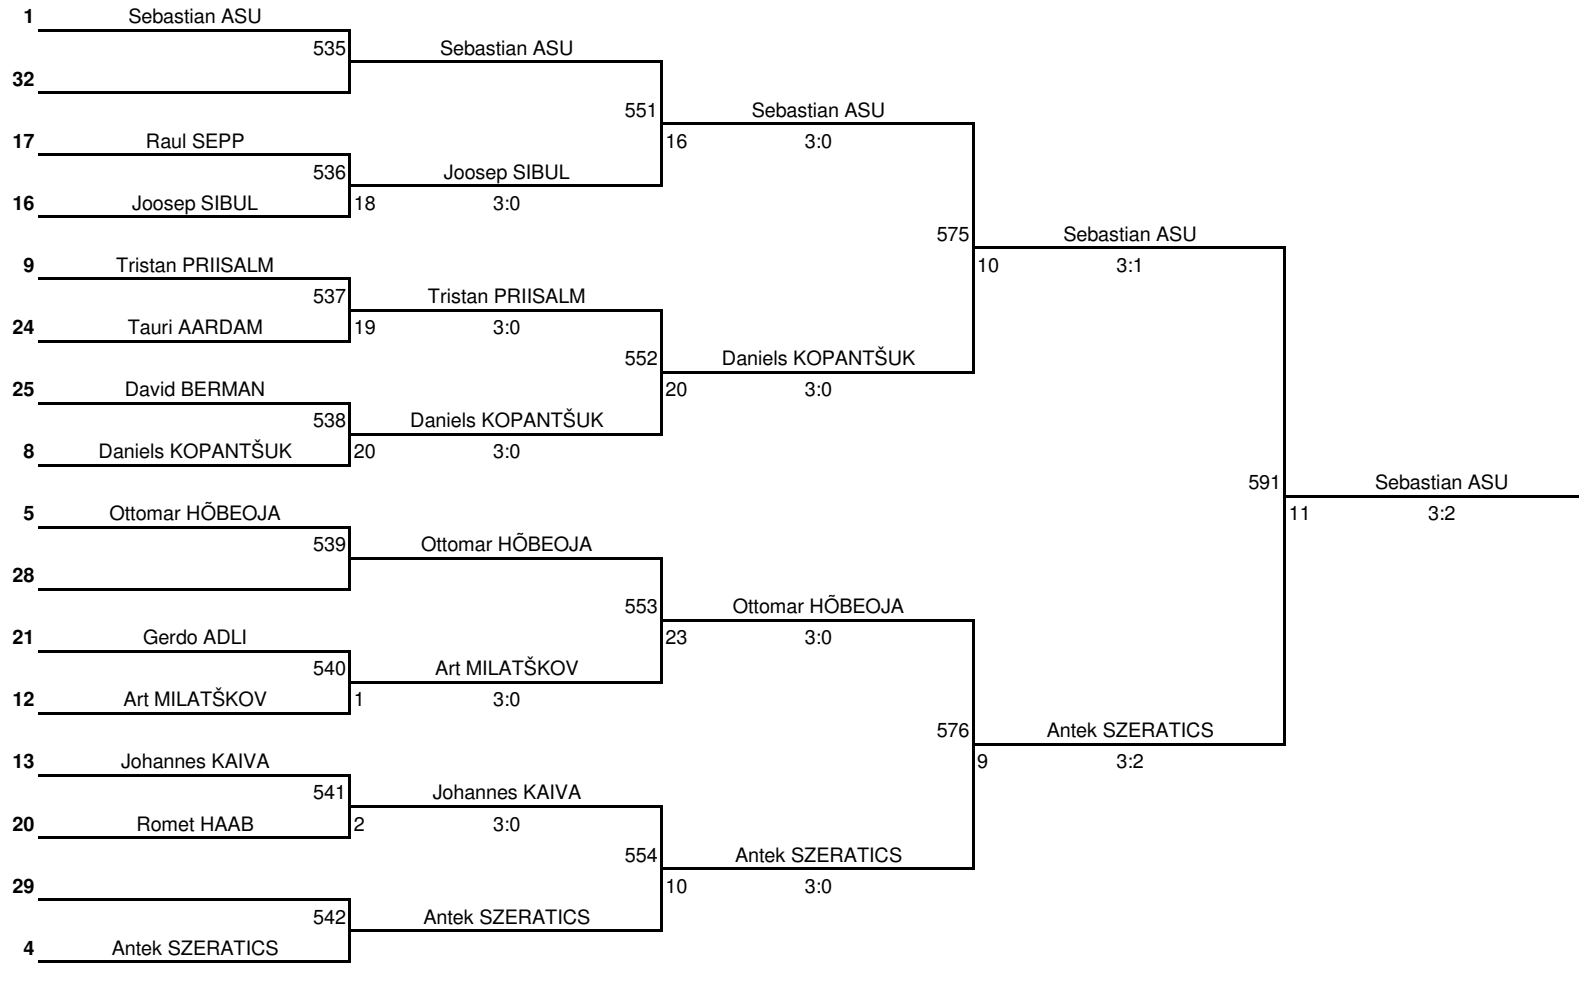 1 Sebastian ASU
535 Sebastian ASU
32
551 Sebastian ASU
17 Raul SEPP 16 3:0
536 Joosep SIBUL
16 Joosep SIBUL 18 3:0
575 Sebastian ASU
9 Tristan PRIISALM 10 3:1
537 Tristan PRIISALM
24 Tauri AARDAM 19 3:0
552 Daniels KOPANTŠUK
25 David BERMAN 20 3:0
538 Daniels KOPANTŠUK
8 Daniels KOPANTŠUK 20 3:0
591 Sebastian ASU
5 Ottomar HÕBEOJA 11 3:2
539 Ottomar HÕBEOJA
28
553 Ottomar HÕBEOJA
21 Gerdo ADLI 23 3:0
540 Art MILATŠKOV
12 Art MILATŠKOV 1 3:0
576 Antek SZERATICS
13 Johannes KAIVA 9 3:2
541 Johannes KAIVA
20 Romet HAAB 2 3:0
554 Antek SZERATICS
29 10 3:0
542 Antek SZERATICS
4 Antek SZERATICS